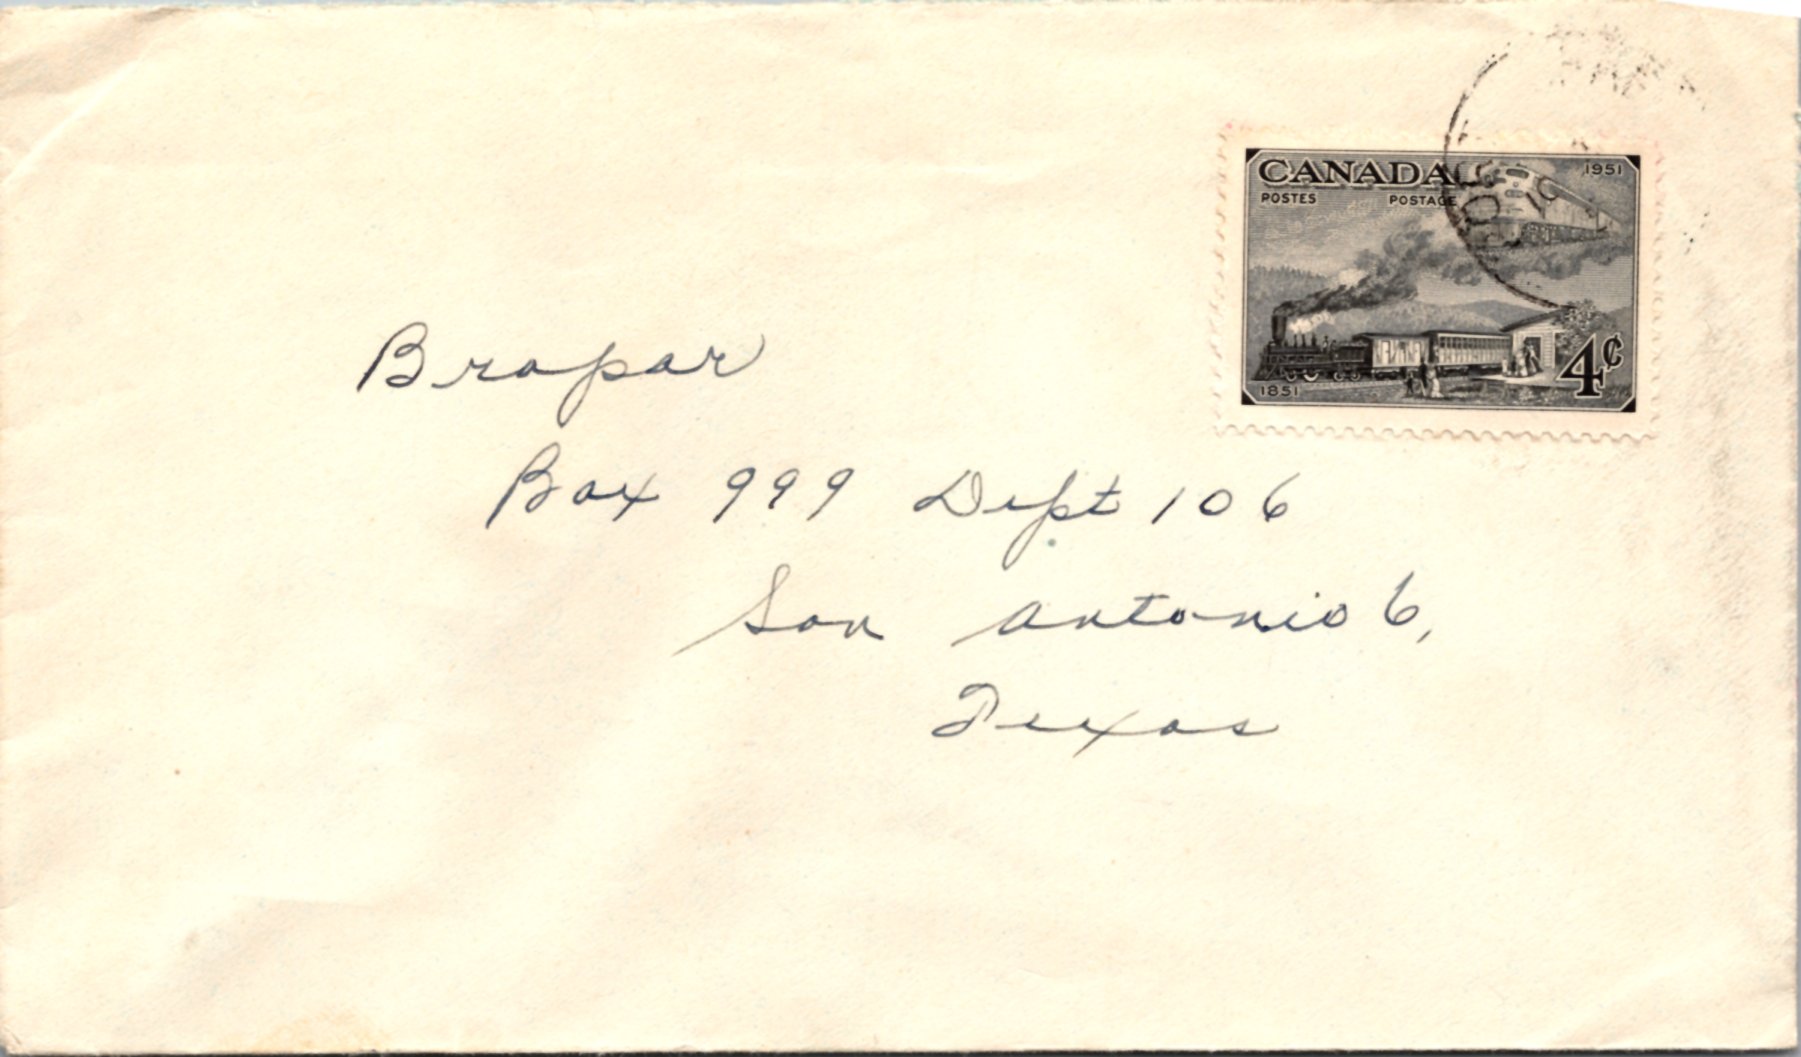 CANADA 1951
POSTES POSTAGE
1851 4¢
Brapar
Box 999 Dept 106
San Antonio 6,
Texas